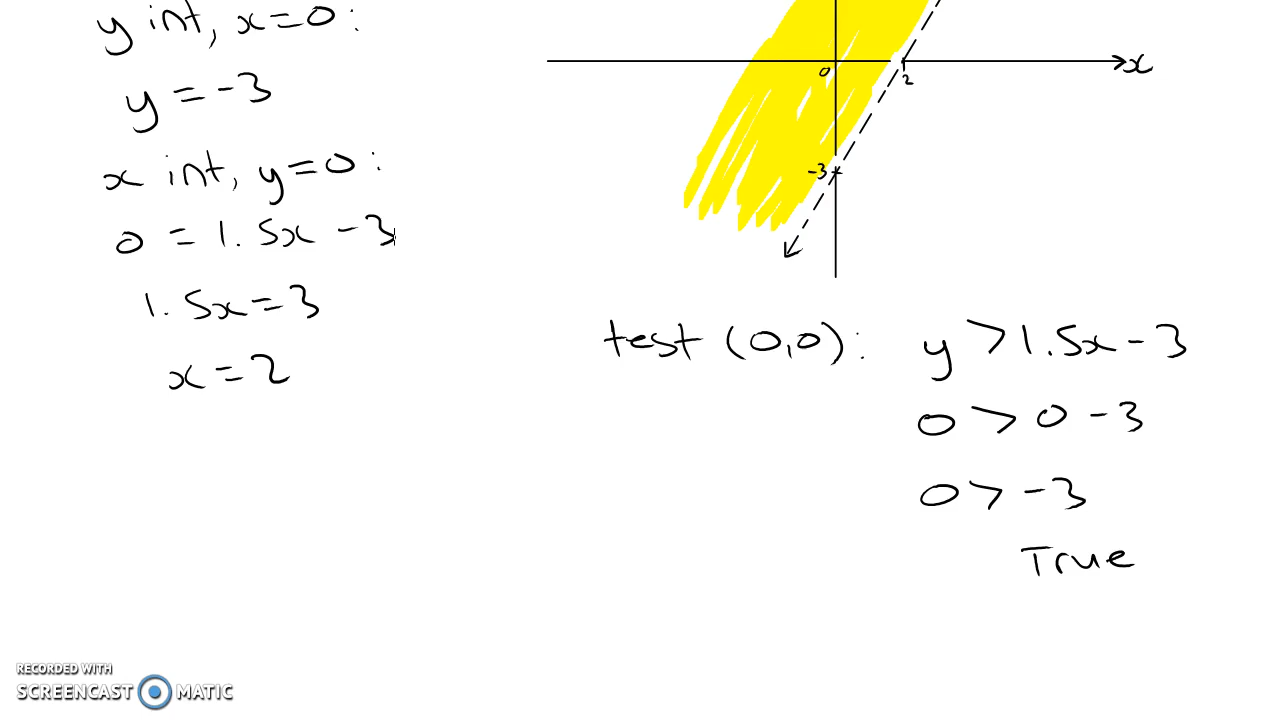 y int, x=0:
y = -3
x int, y=0:
0 = 1.5x - 3
1.5x = 3
x = 2
x
0
2
-3
test (0,0): y > 1.5x - 3
0 > 0 - 3
0 > -3
True
RECORDED WITH
SCREENCAST MATIC